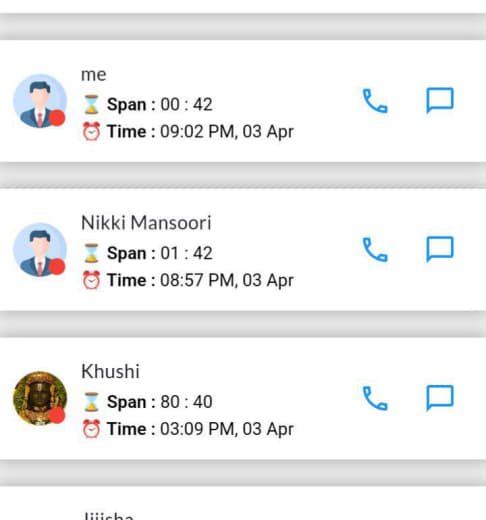 me
⌛ Span : 00 : 42
⏰ Time : 09:02 PM, 03 Apr
Nikki Mansoori
⌛ Span : 01 : 42
⏰ Time : 08:57 PM, 03 Apr
Khushi
⌛ Span : 80 : 40
⏰ Time : 03:09 PM, 03 Apr